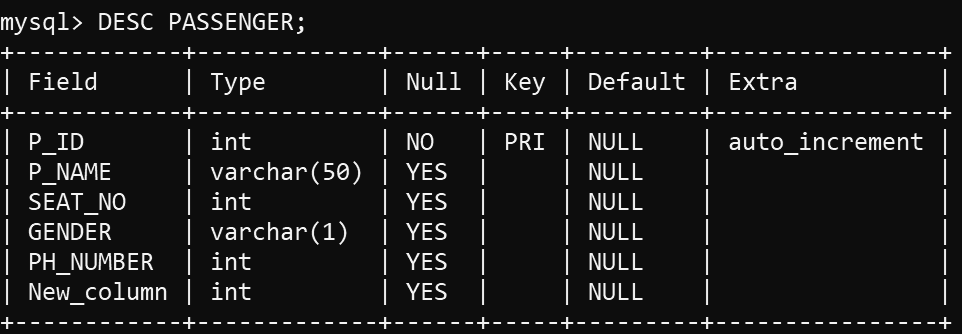 mysql> DESC PASSENGER;
+------------+-------------+------+-----+---------+----------------+
| Field      | Type        | Null | Key | Default | Extra          |
+------------+-------------+------+-----+---------+----------------+
| P_ID       | int         | NO   | PRI | NULL    | auto_increment |
| P_NAME     | varchar(50) | YES  |     | NULL    |                |
| SEAT_NO    | int         | YES  |     | NULL    |                |
| GENDER     | varchar(1)  | YES  |     | NULL    |                |
| PH_NUMBER  | int         | YES  |     | NULL    |                |
| New_column | int         | YES  |     | NULL    |                |
+------------+-------------+------+-----+---------+----------------+